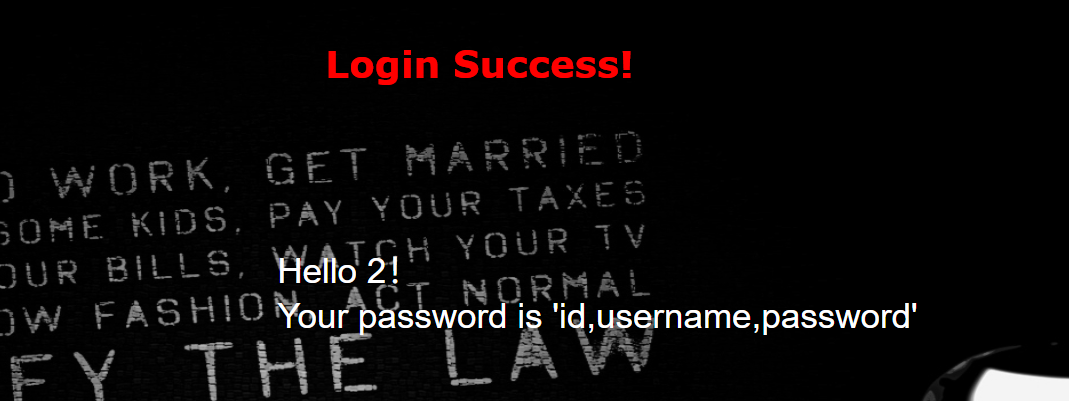 Login Success!
O WORK, GET MARRIED
SOME KIDS, PAY YOUR TAXES
OUR BILLS, WATCH YOUR TV
Hello 2!
OW FASHION ACT NORMAL
Your password is 'id,username,password'
EY THE LAW